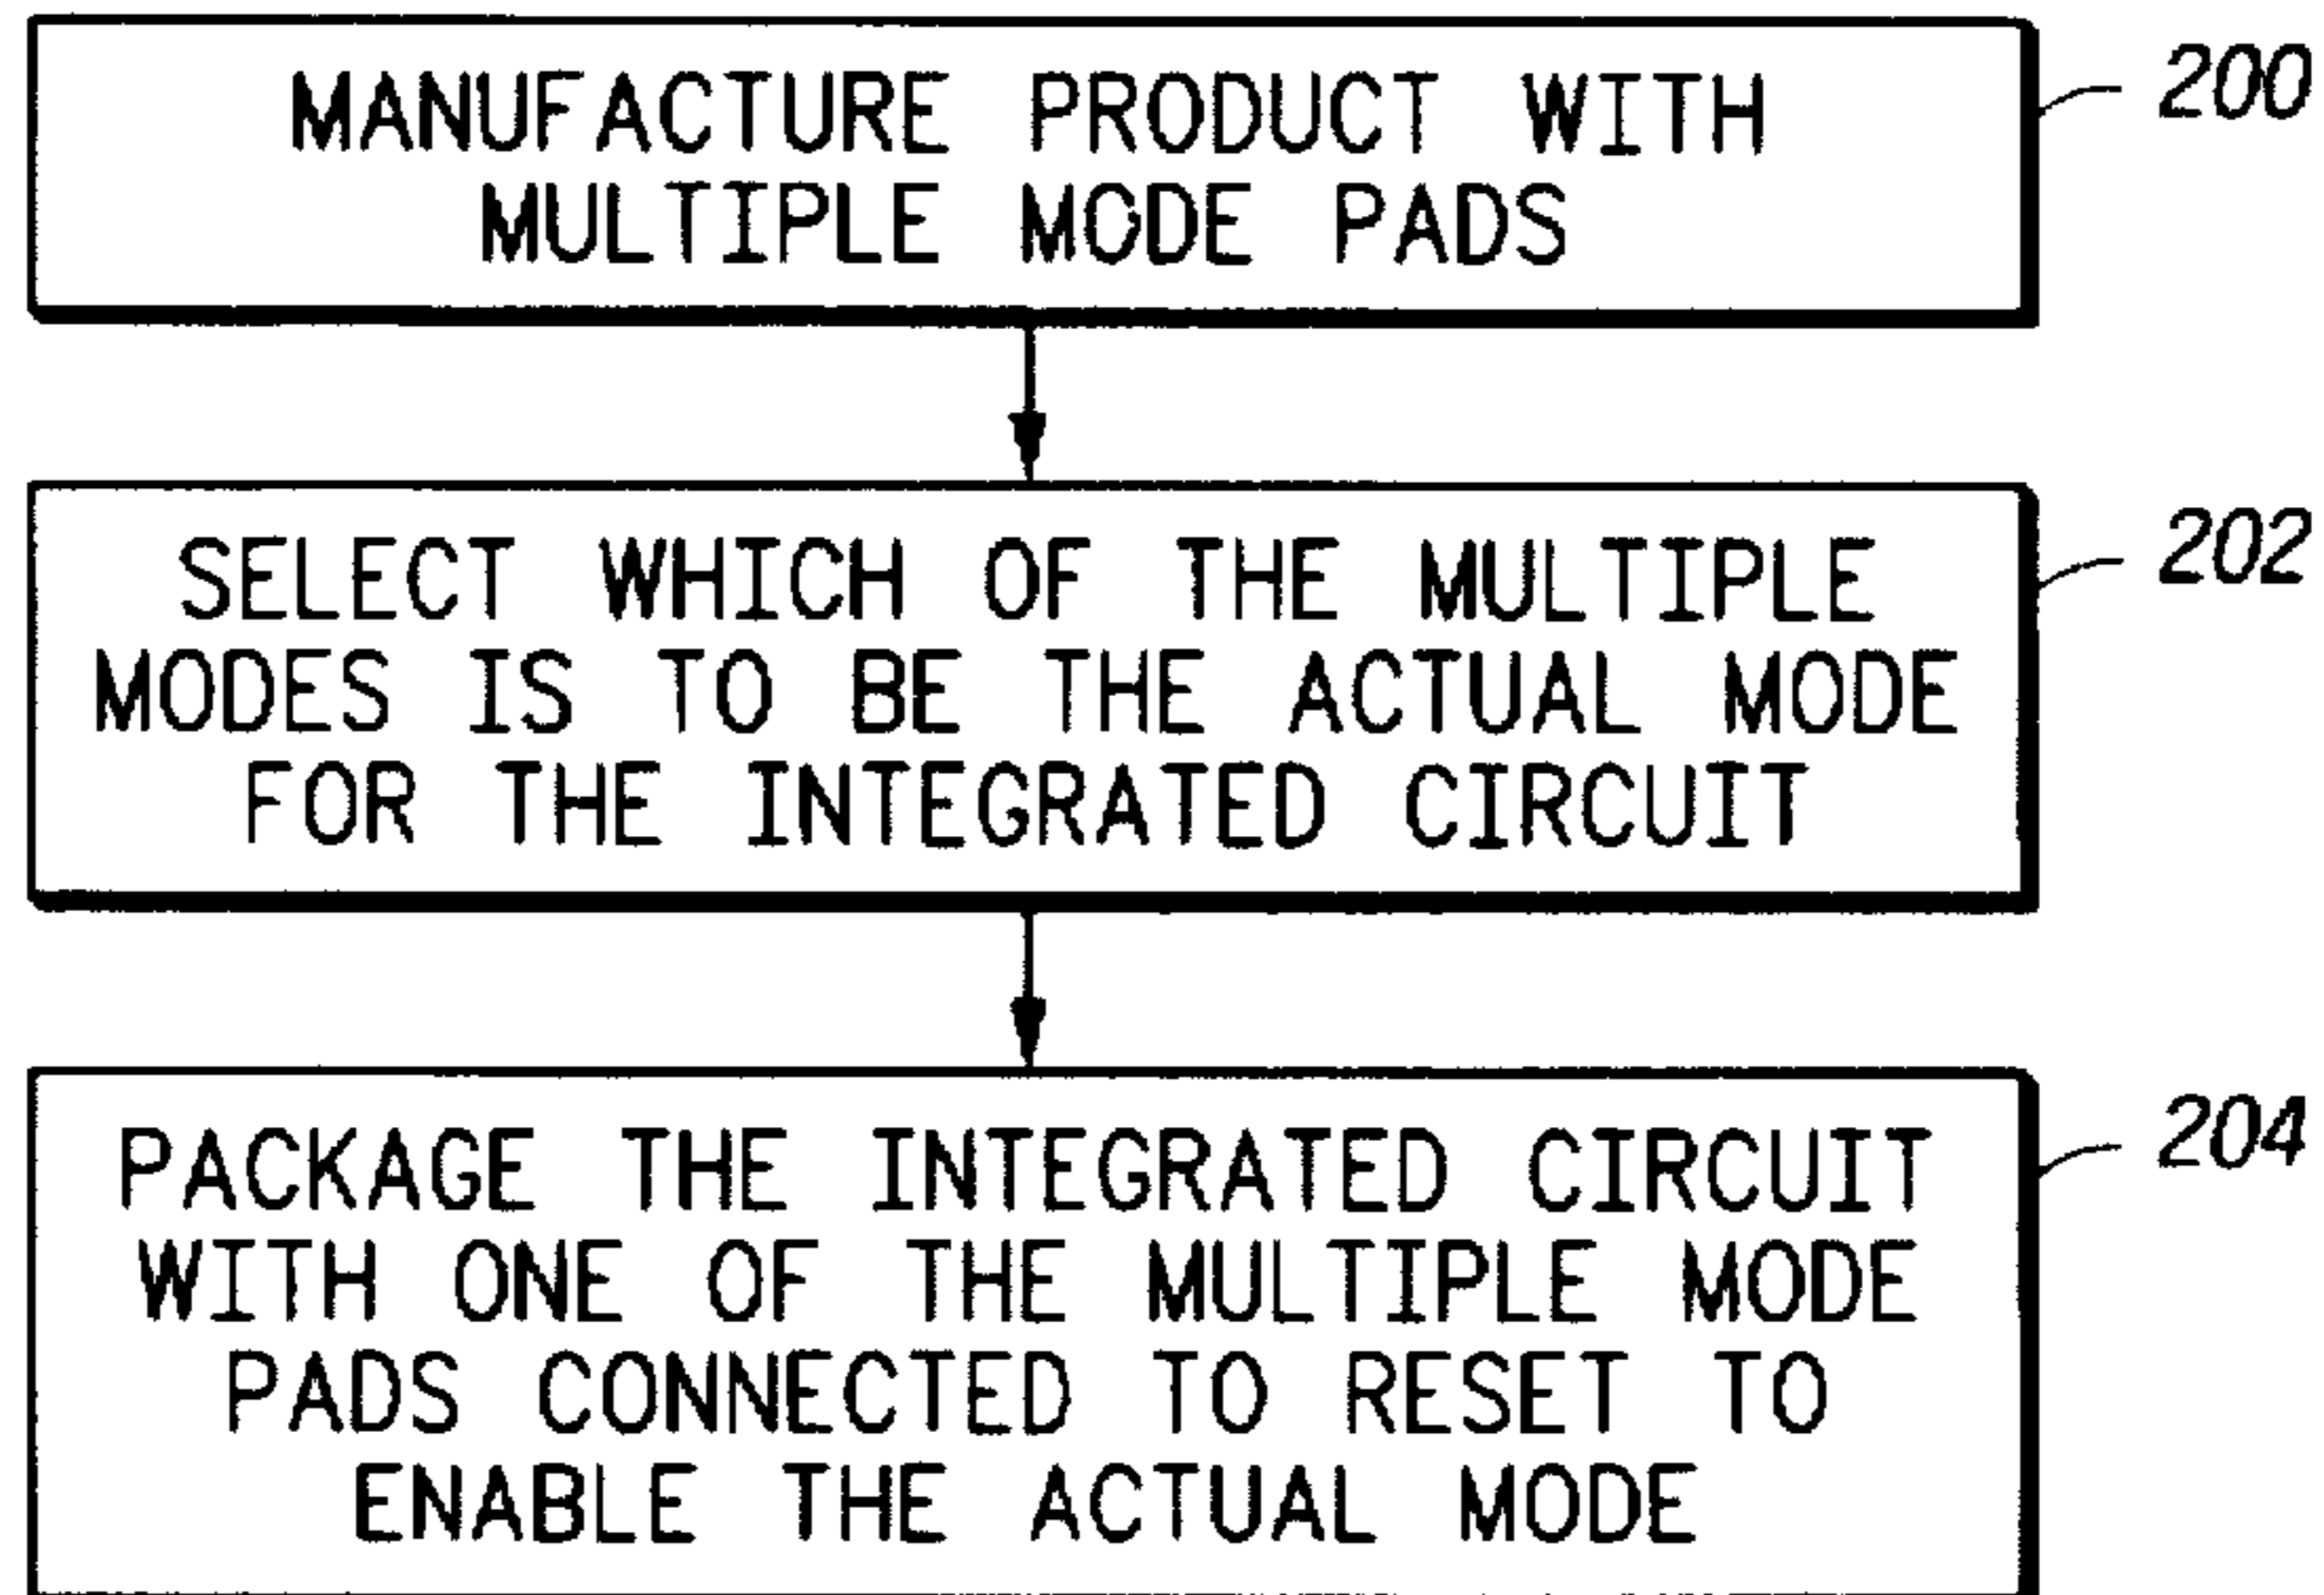 MANUFACTURE PRODUCT WITH
MULTIPLE MODE PADS
200
SELECT WHICH OF THE MULTIPLE
MODES IS TO BE THE ACTUAL MODE
FOR THE INTEGRATED CIRCUIT
202
PACKAGE THE INTEGRATED CIRCUIT
WITH ONE OF THE MULTIPLE MODE
PADS CONNECTED TO RESET TO
ENABLE THE ACTUAL MODE
204